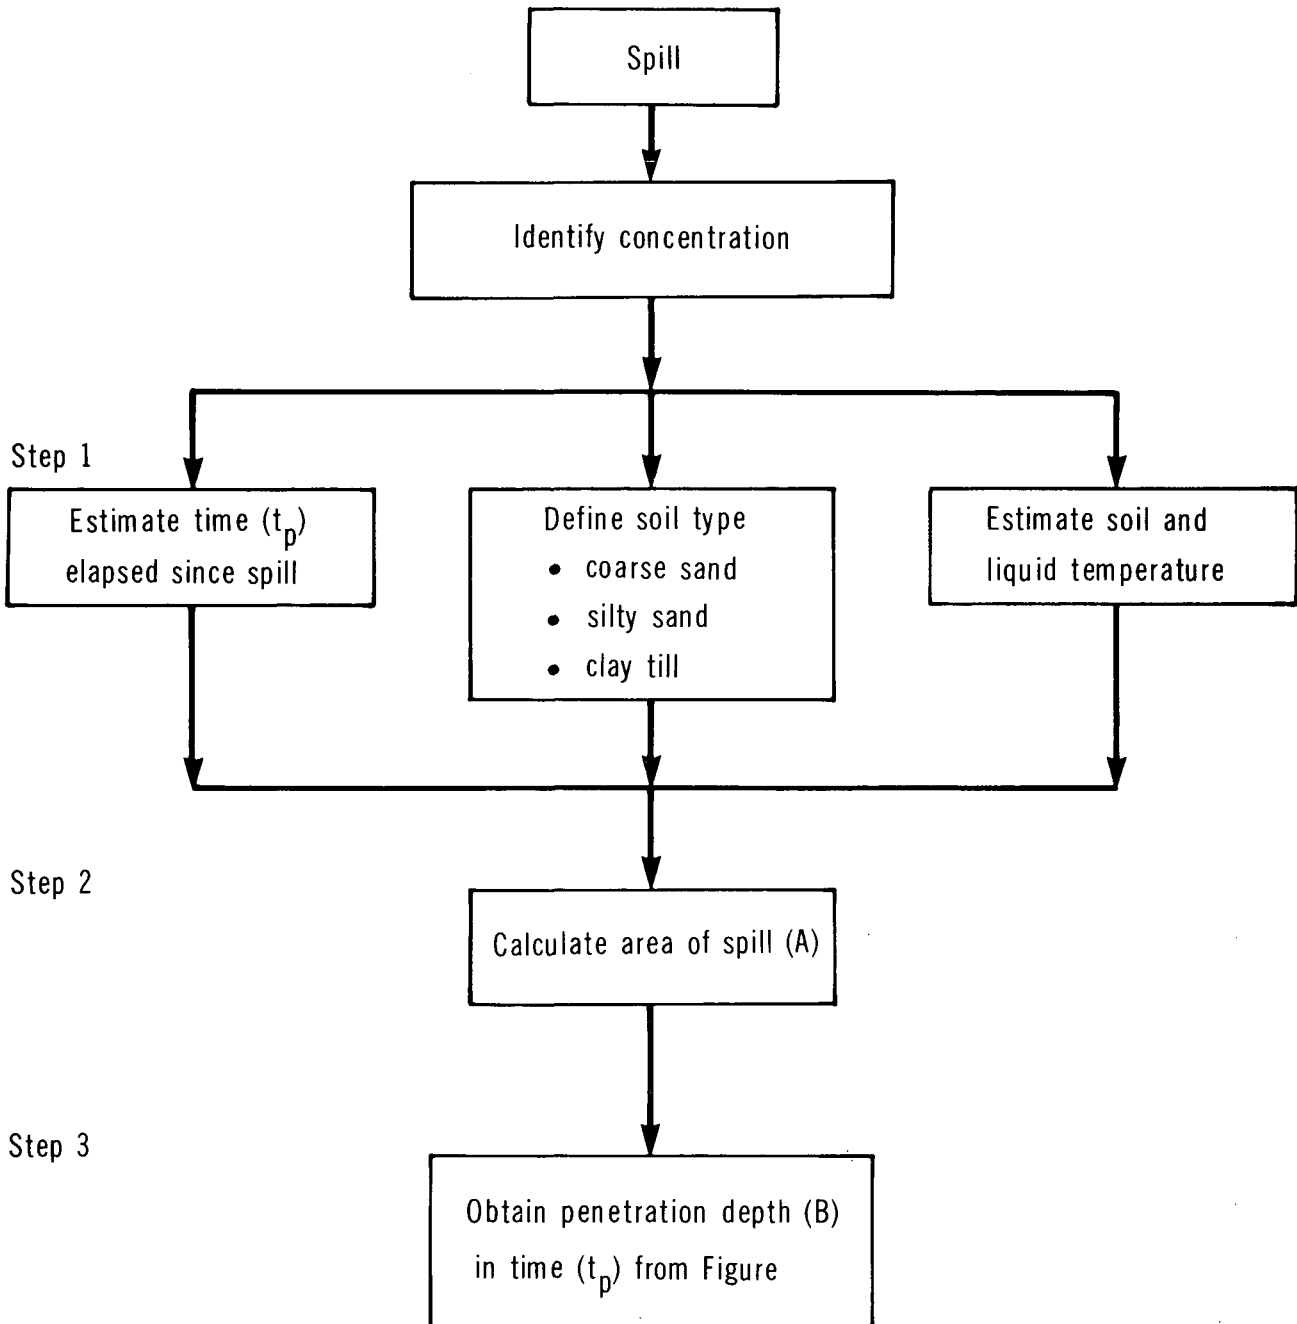 Spill
Identify concentration
Step 1
Estimate time (tp)
elapsed since spill
Define soil type
• coarse sand
• silty sand
• clay till
Estimate soil and
liquid temperature
Step 2
Calculate area of spill (A)
Step 3
Obtain penetration depth (B)
in time (tp) from Figure